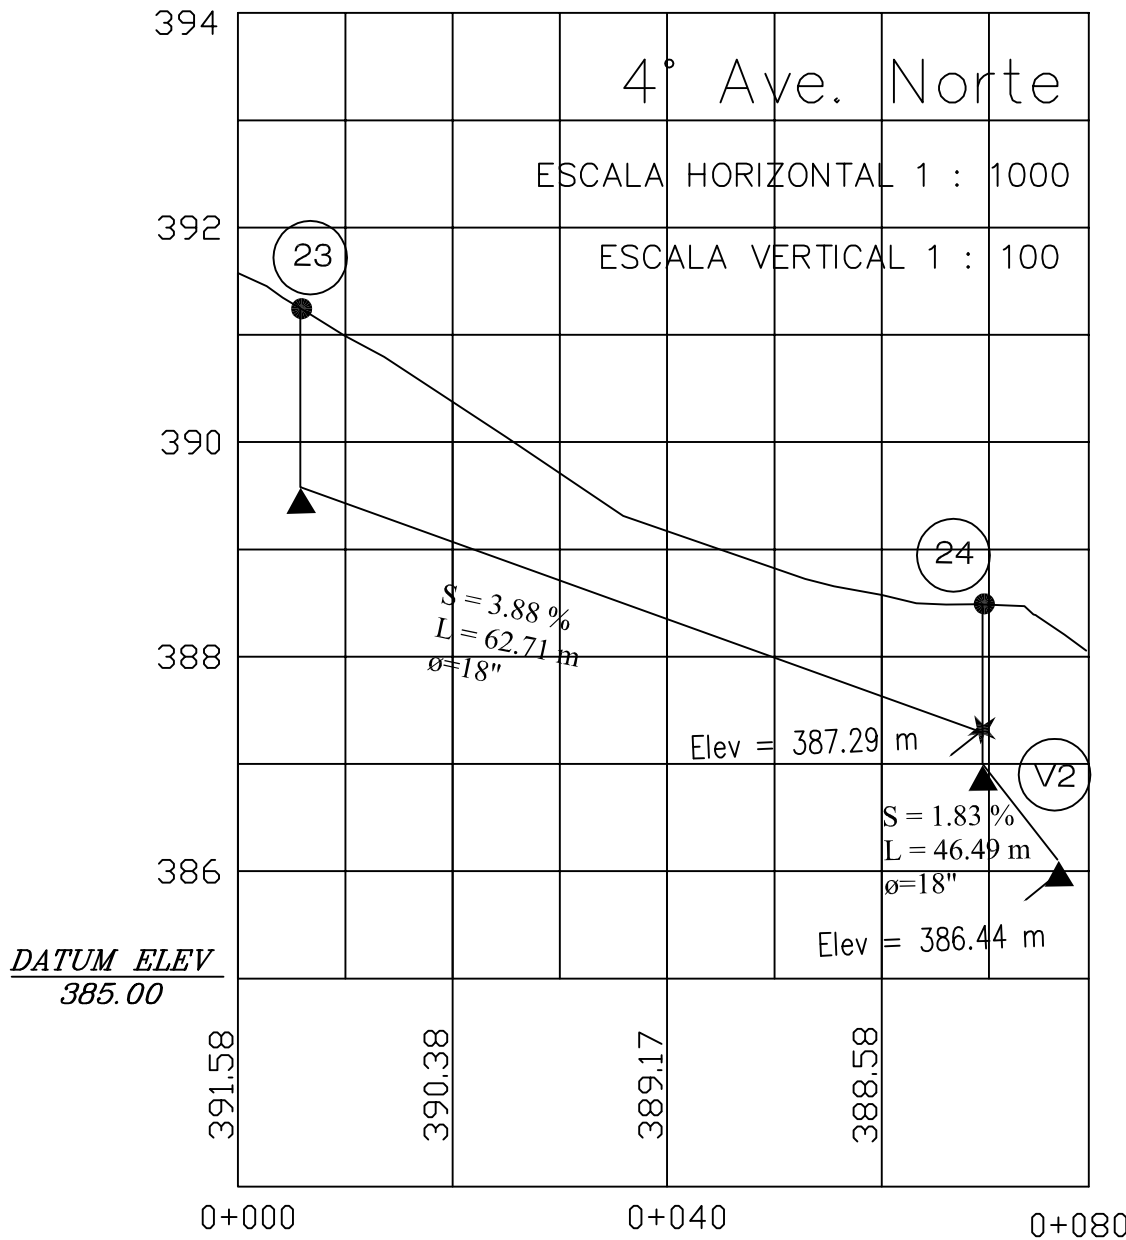 394
4° Ave. Norte
ESCALA HORIZONTAL 1 : 1000
392
23
ESCALA VERTICAL 1 : 100
390
24
S = 3.88 %
L = 62.71 m
ø=18"
388
Elev = 387.29 m
V2
S = 1.83 %
L = 46.49 m
ø=18"
386
Elev = 386.44 m
DATUM ELEV
385.00
391.58
390.38
389.17
388.58
0+000
0+040
0+080